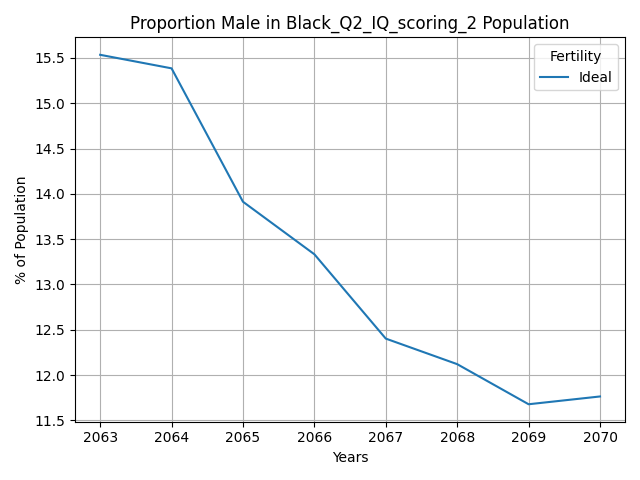 Proportion Male in Black_Q2_IQ_scoring_2 Population
Fertility
Ideal
15.5
15.0
14.5
14.0
13.5
13.0
12.5
12.0
11.5
% of Population
2063 2064 2065 2066 2067 2068 2069 2070
Years